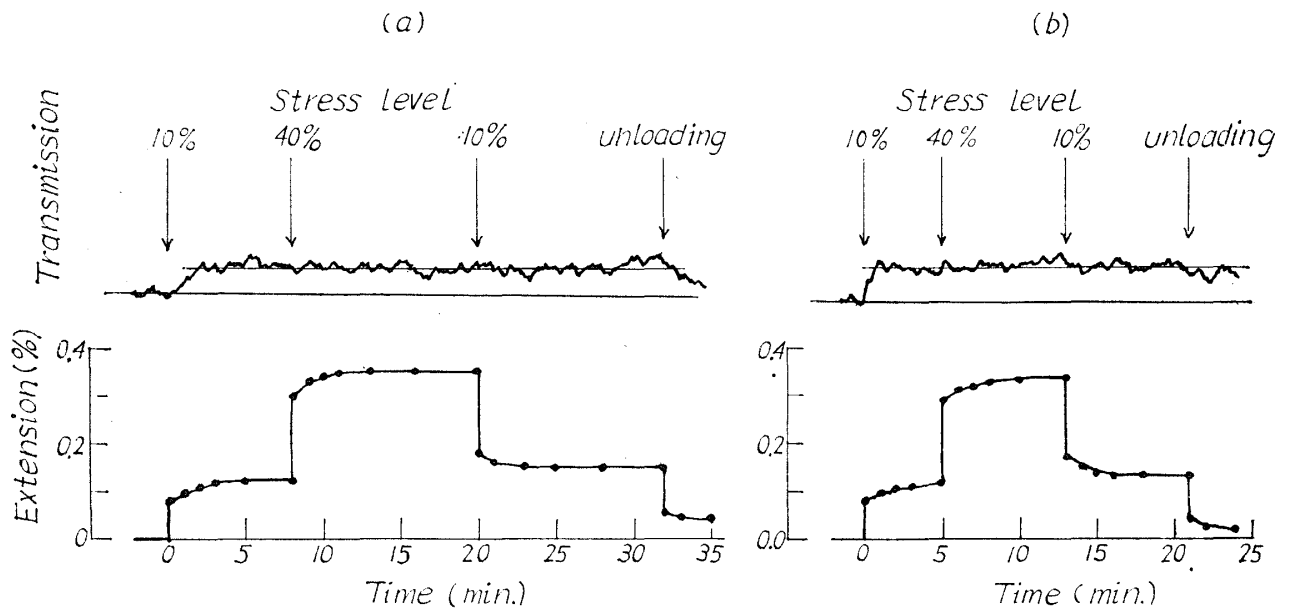 (a)
(b)
Stress level
Stress level
10% 40% 10% unloading
10% 40% 10% unloading
Transmission
Extension (%)
0.4
0.2
0
0 5 10 15 20 25 30 35
Time (min.)
0.4
0.2
0.0
0 5 10 15 20 25
Time (min.)